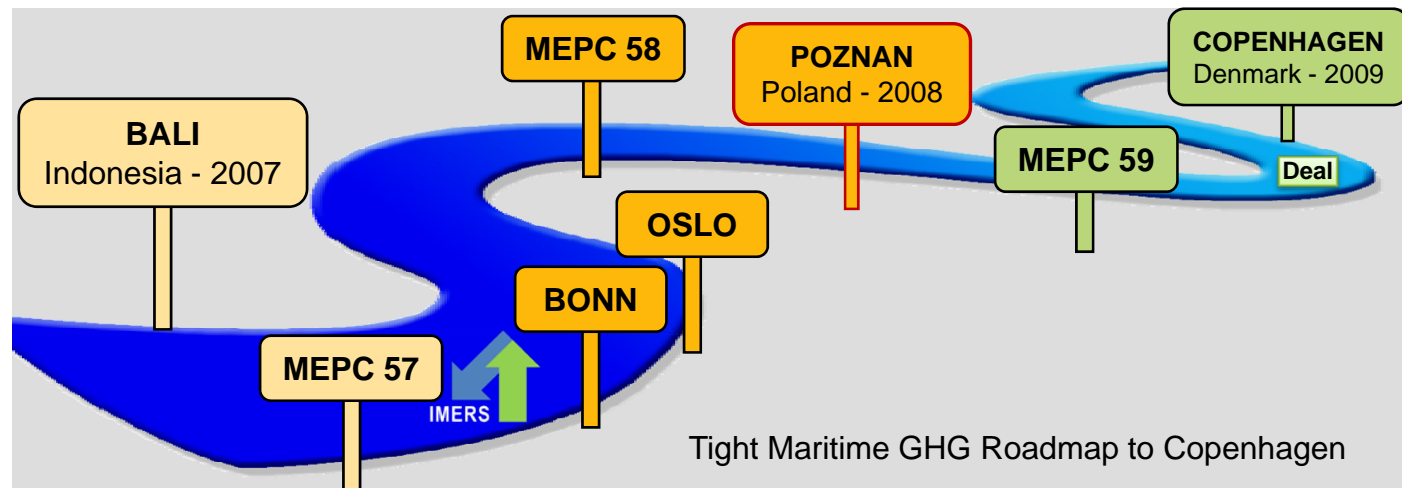 MEPC 58
POZNAN
Poland - 2008
COPENHAGEN
Denmark - 2009
BALI
Indonesia - 2007
MEPC 59
Deal
OSLO
BONN
MEPC 57
IMERS
Tight Maritime GHG Roadmap to Copenhagen